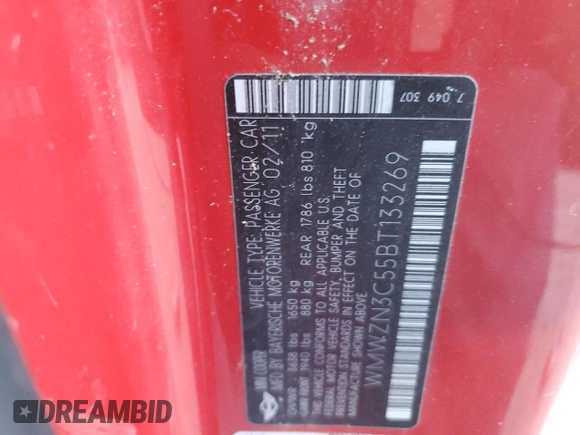 7 049 307
MINI COOPER VEHICLE TYPE: PASSENGER CAR
MFD BY BAYERISCHE MOTORENWERKE AG 02/11
GVWR 3638 lbs 1650 kg
GAWR FRONT 1940 lbs 880 kg REAR 1786 lbs 810 kg
THIS VEHICLE CONFORMS TO ALL APPLICABLE U.S.
FEDERAL MOTOR VEHICLE SAFETY, BUMPER AND THEFT
PREVENTION STANDARDS IN EFFECT ON THE DATE OF
MANUFACTURE SHOWN ABOVE.
WMWZN3C55BT133269
DREAMBID